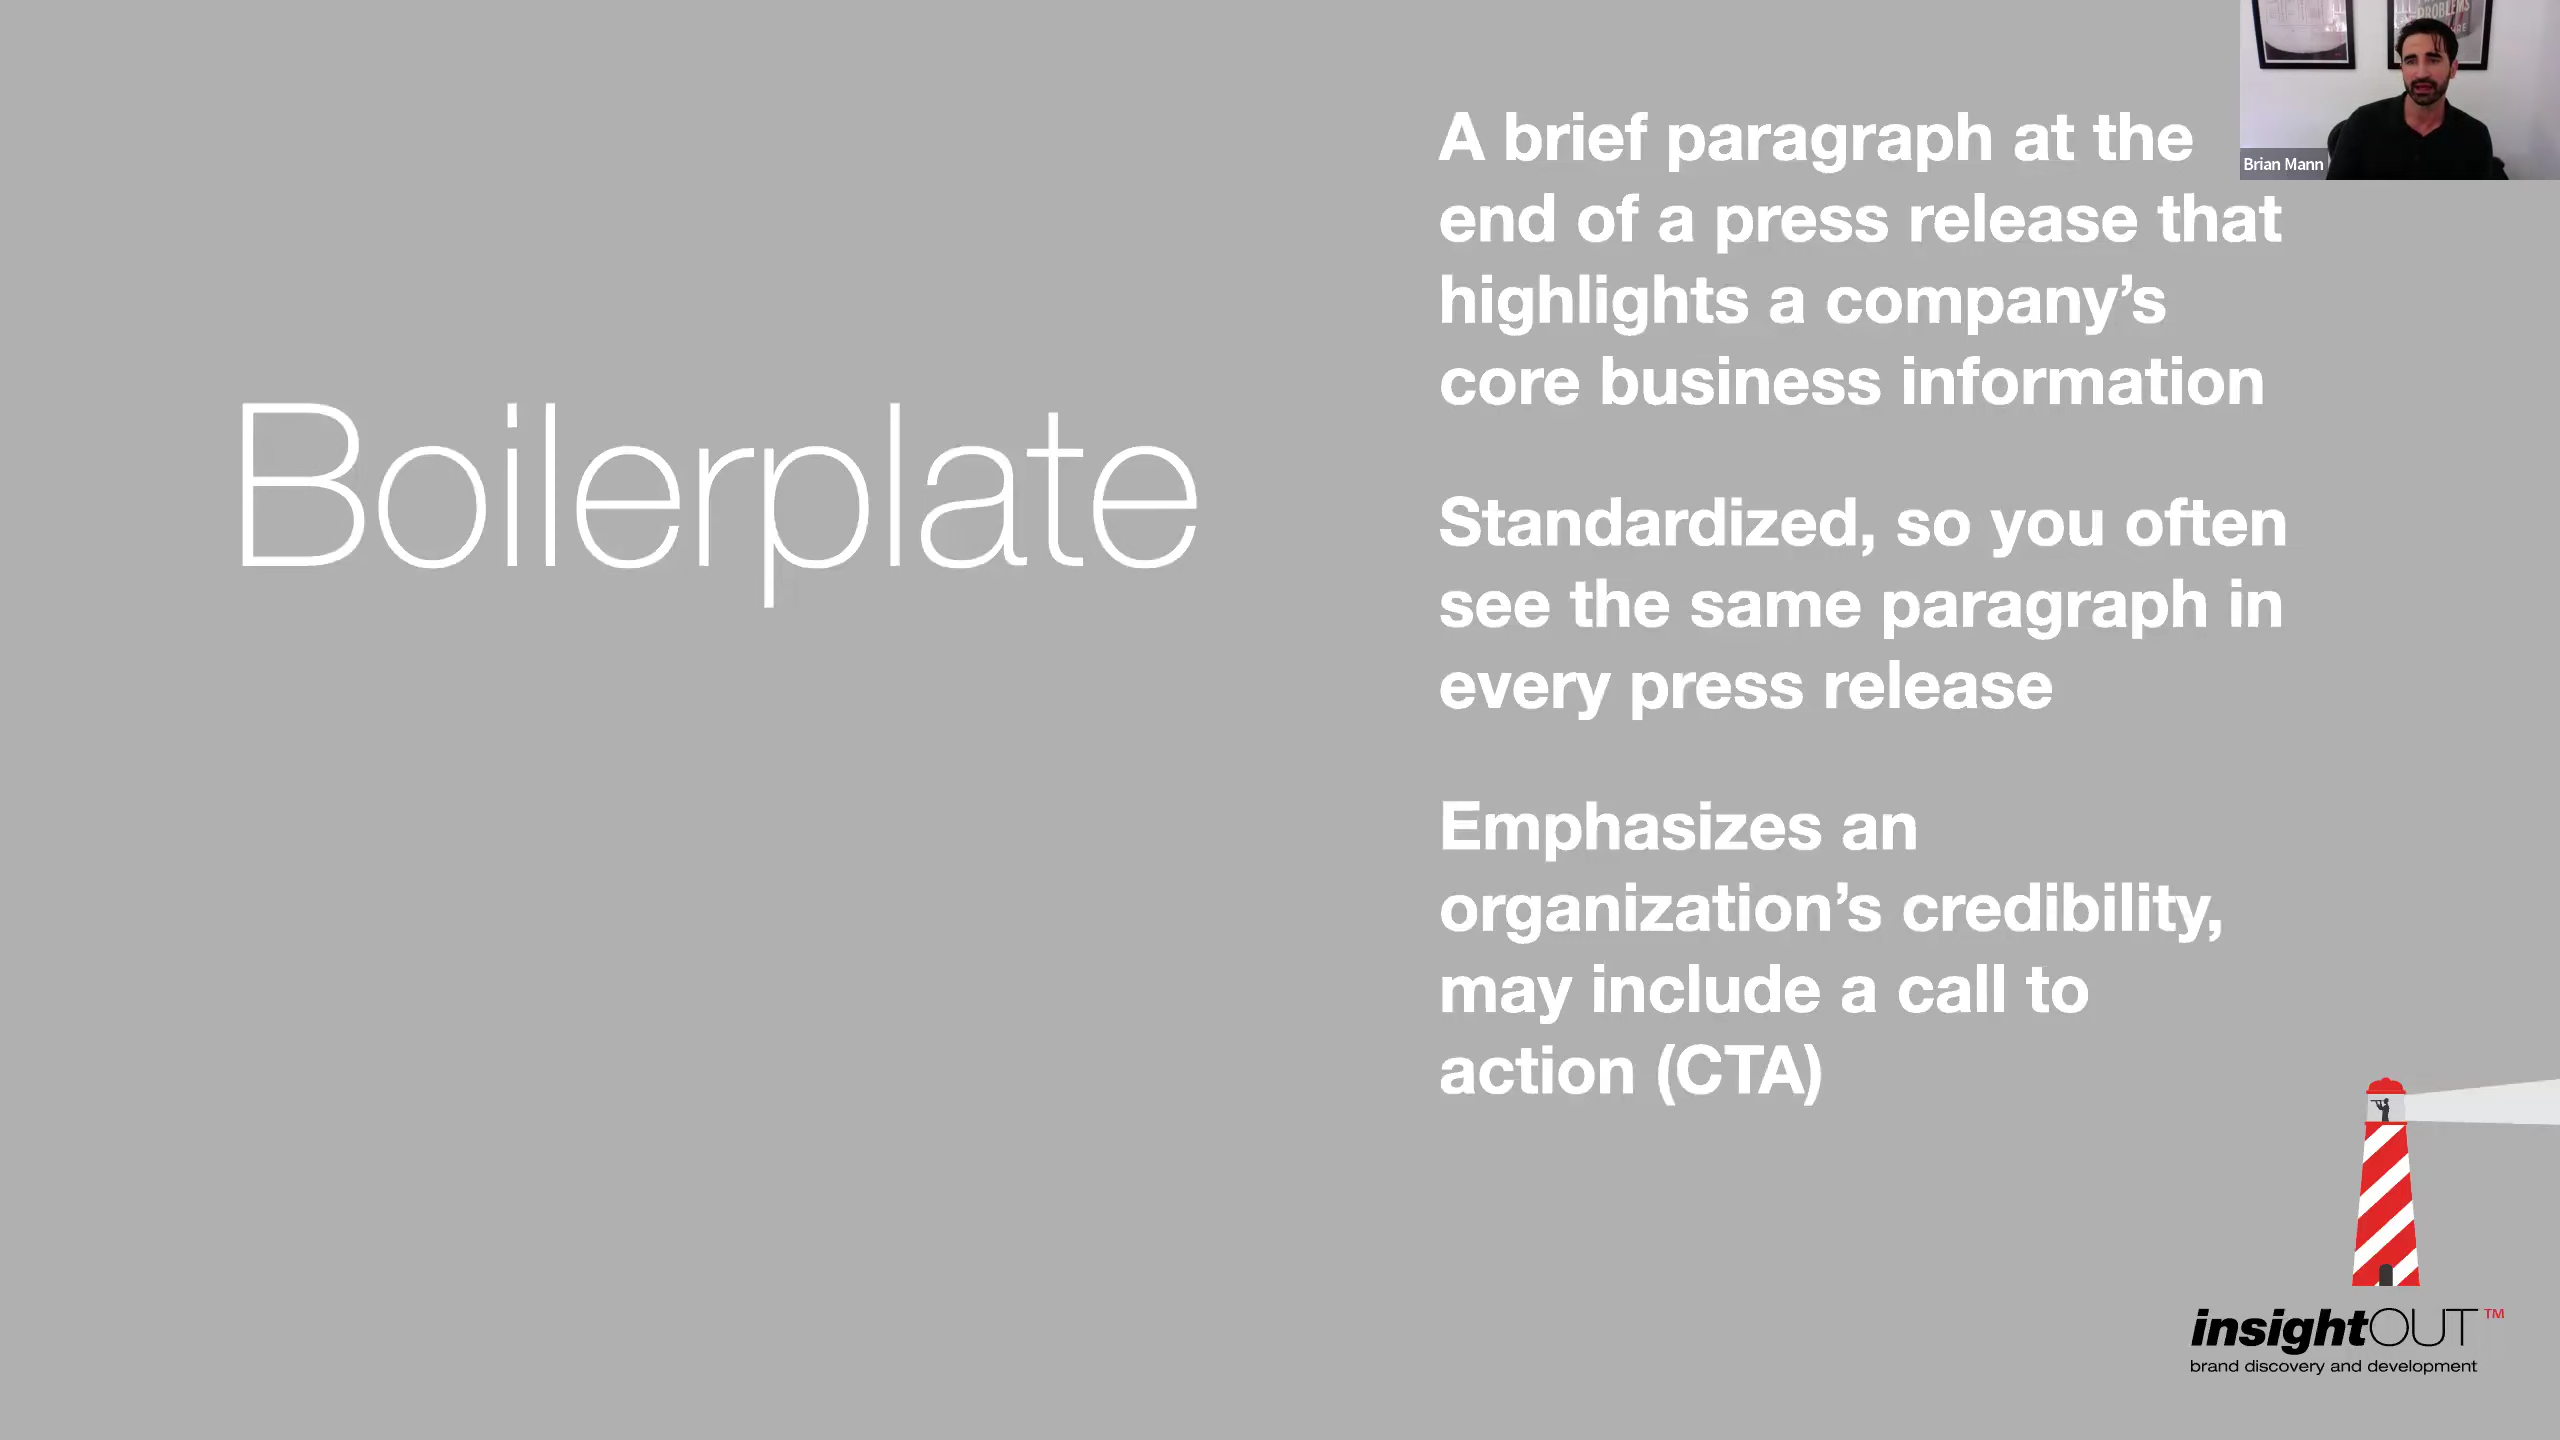 Boilerplate
A brief paragraph at the
end of a press release that
highlights a company’s
core business information
Standardized, so you often
see the same paragraph in
every press release
Emphasizes an
organization’s credibility,
may include a call to
action (CTA)
PROBLEMS
Brian Mann
insightOUT™
brand discovery and development